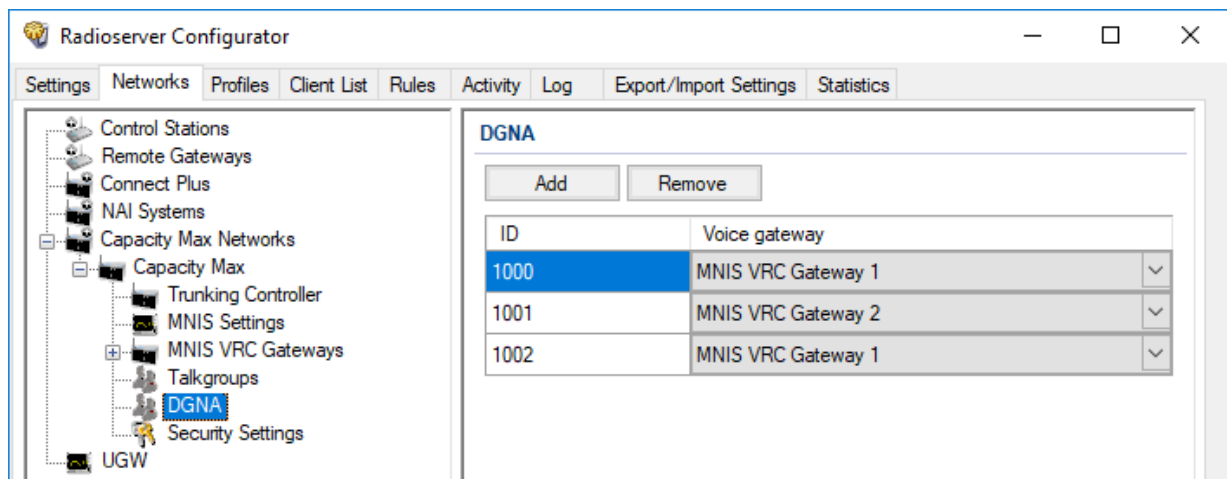 Radioserver Configurator
Settings Networks Profiles Client List Rules Activity Log Export/Import Settings Statistics
Control Stations
Remote Gateways
Connect Plus
NAI Systems
Capacity Max Networks
Capacity Max
Trunking Controller
MNIS Settings
MNIS VRC Gateways
Talkgroups
DGNA
Security Settings
UGW
DGNA
Add Remove
ID Voice gateway
1000 MNIS VRC Gateway 1
1001 MNIS VRC Gateway 2
1002 MNIS VRC Gateway 1